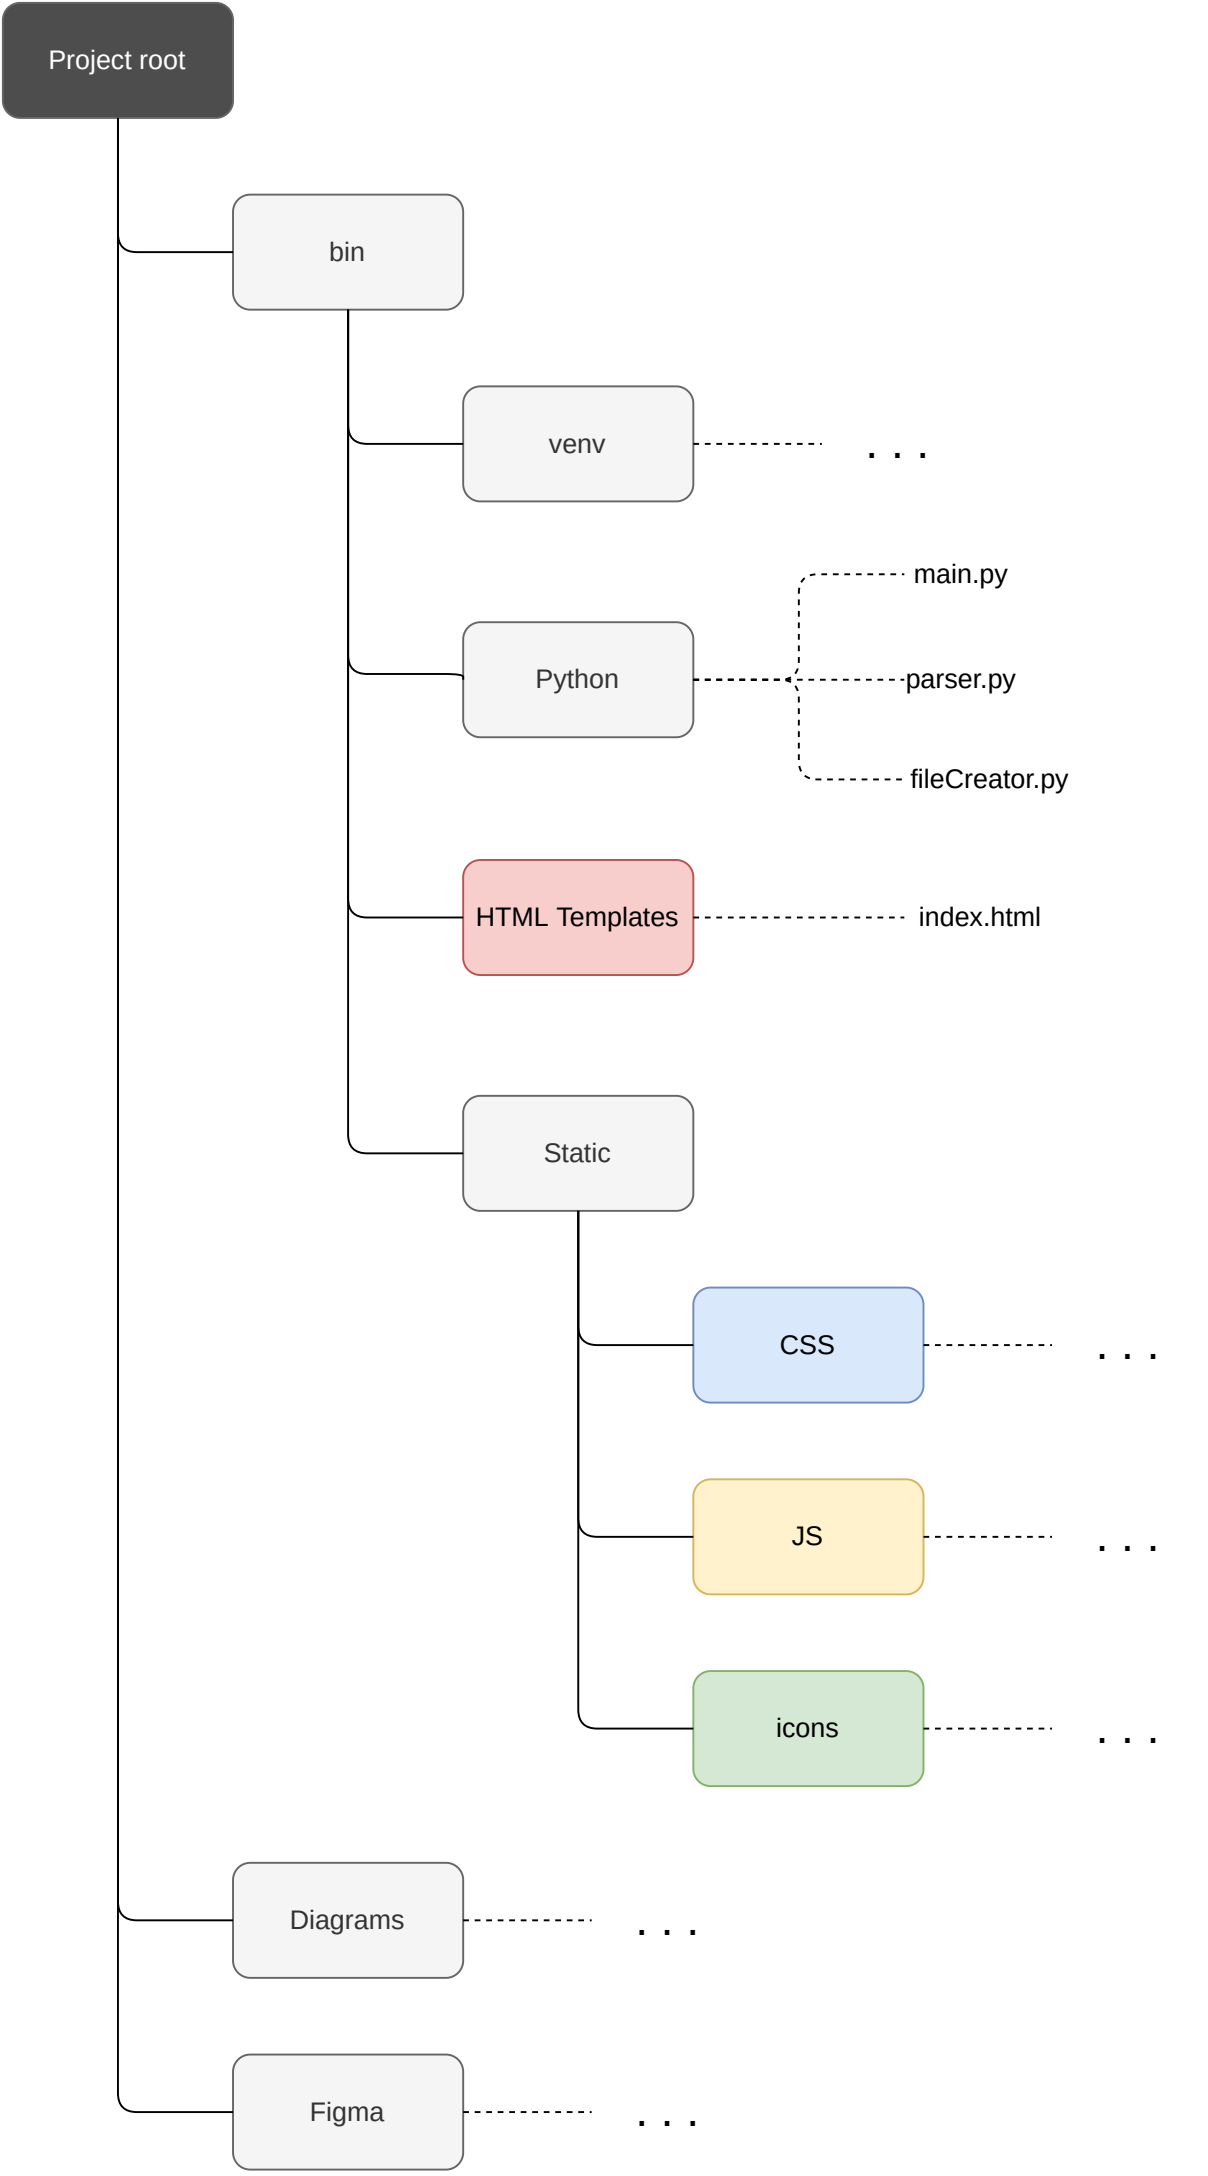 Project root
bin
venv
. . .
main.py
Python
parser.py
fileCreator.py
HTML Templates
index.html
Static
CSS
. . .
JS
. . .
icons
. . .
Diagrams
. . .
Figma
. . .